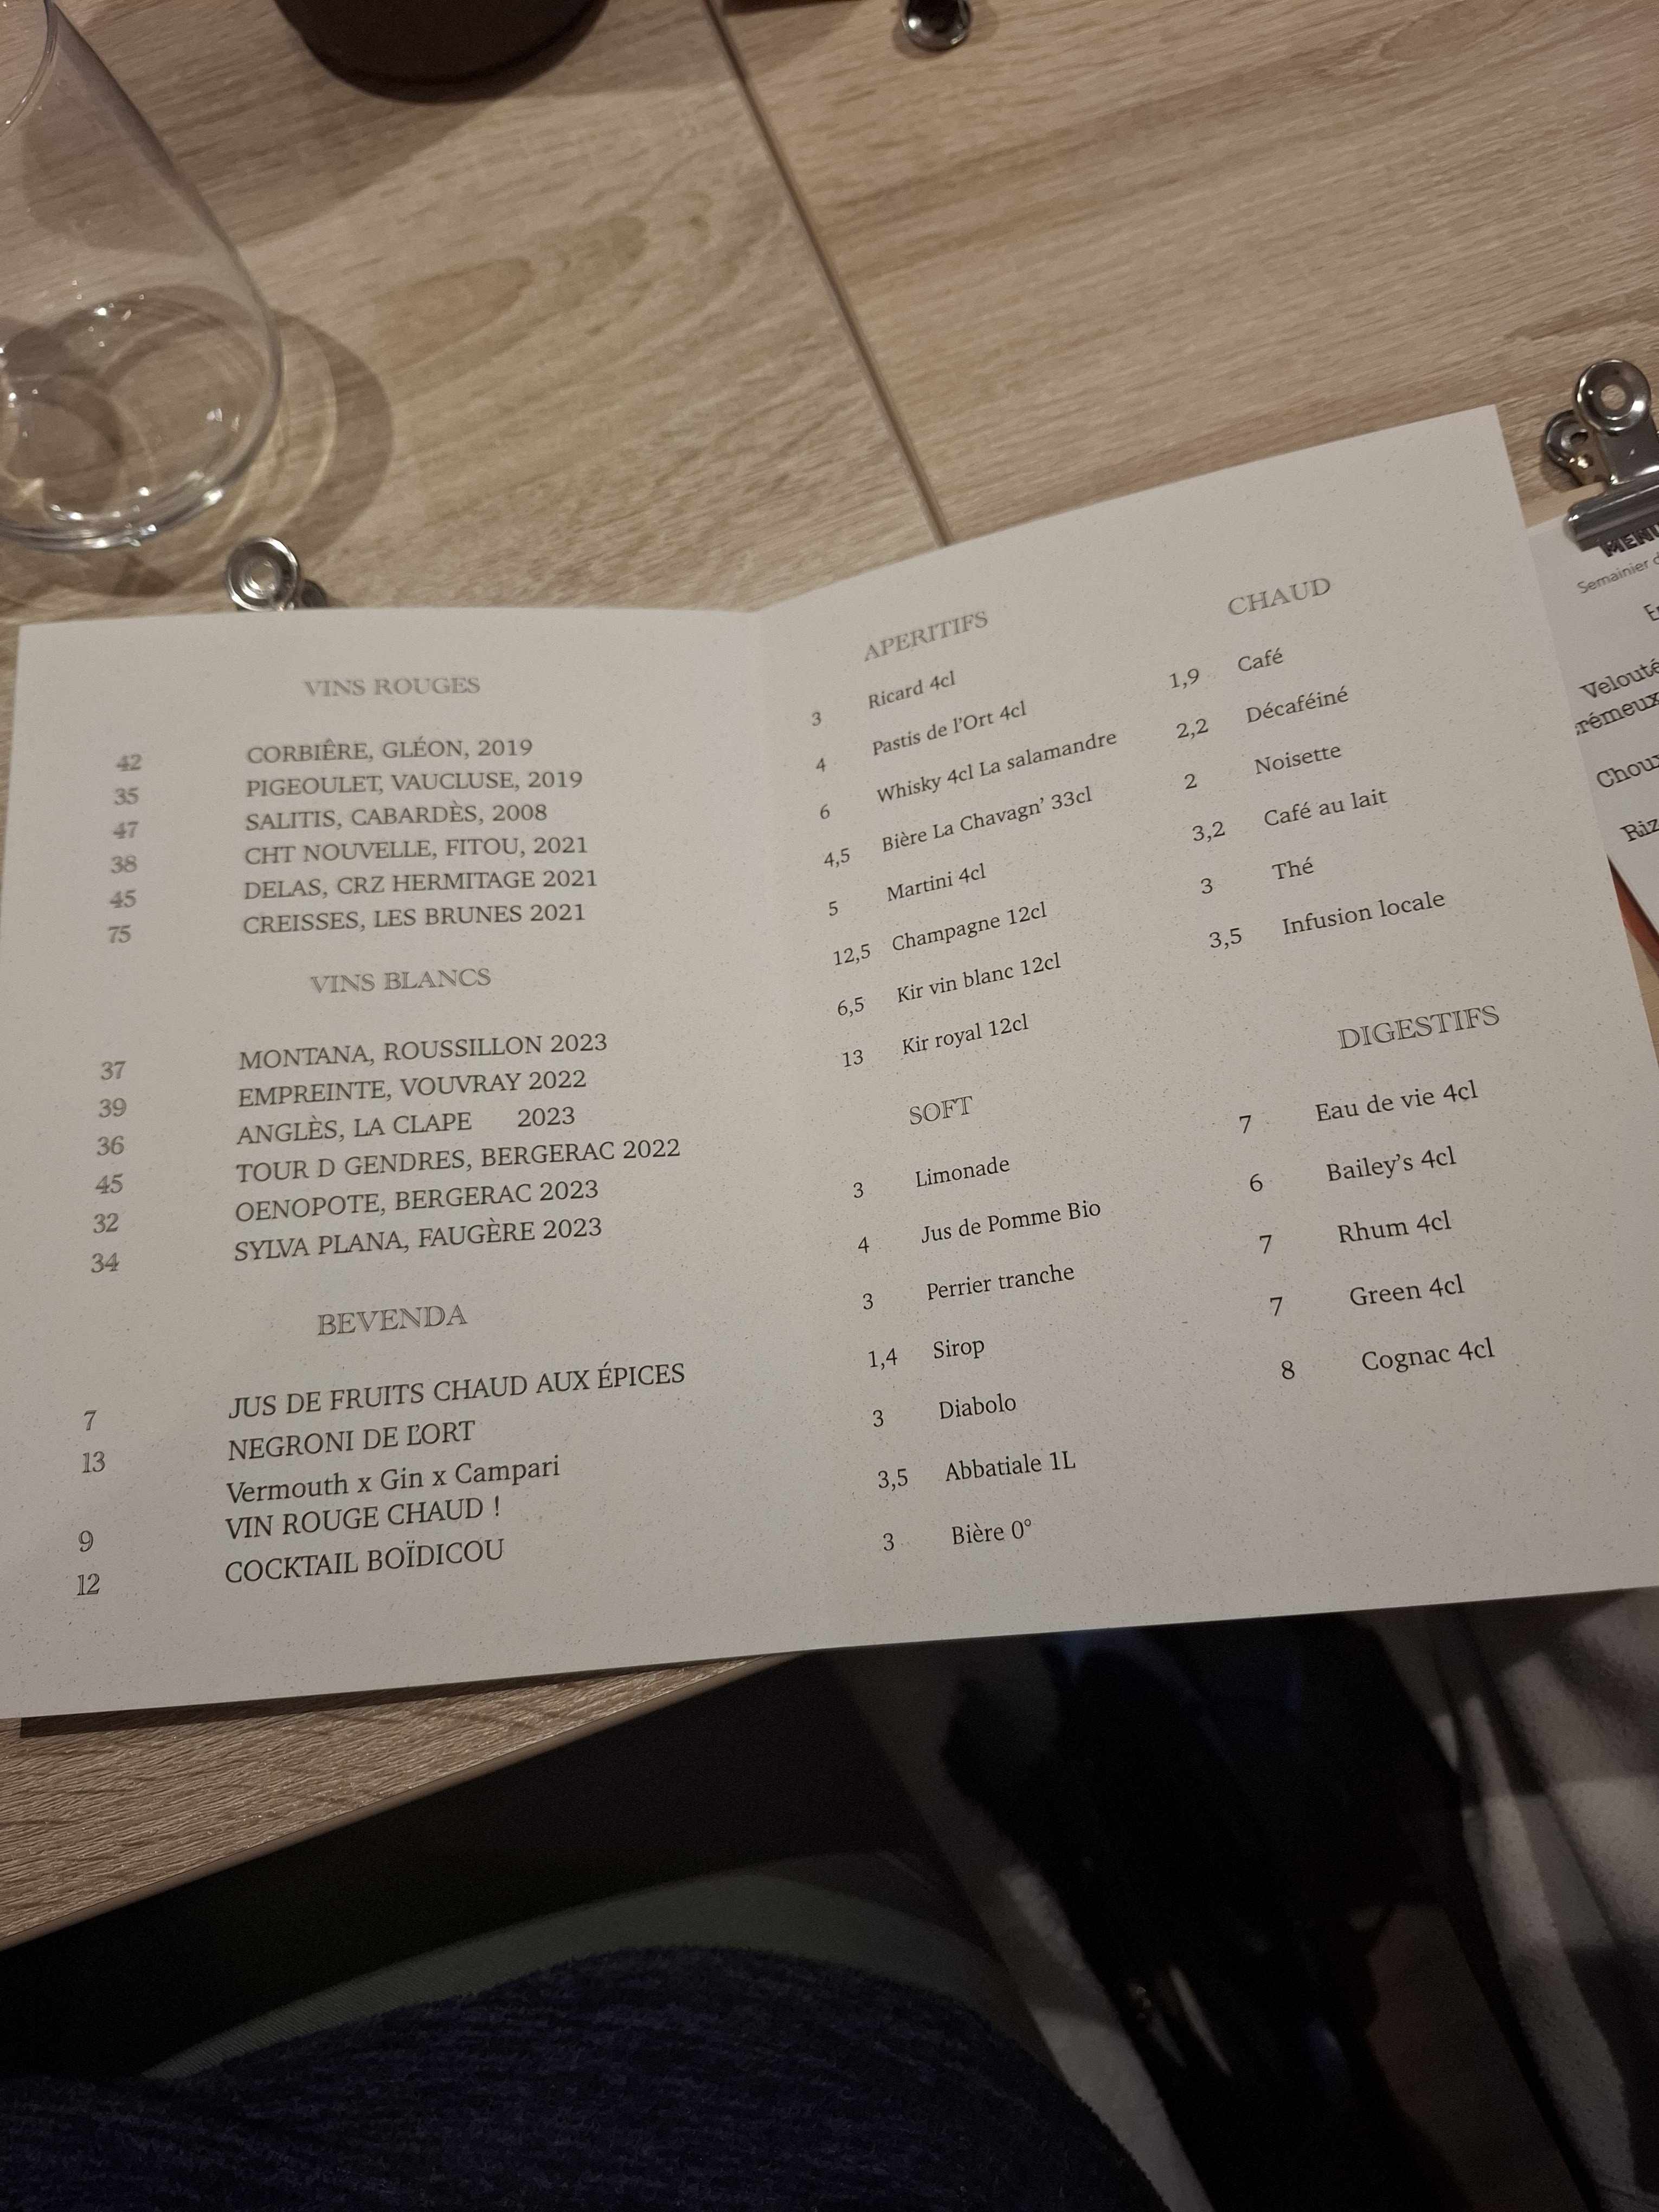 VINS ROUGES
42 CORBIÊRE, GLÉON, 2019
35 PIGEOULET, VAUCLUSE, 2019
47 SALITIS, CABARDÈS, 2008
38 CHT NOUVELLE, FITOU, 2021
45 DELAS, CRZ HERMITAGE 2021
75 CREISSES, LES BRUNES 2021
VINS BLANCS
37 MONTANA, ROUSSILLON 2023
39 EMPREINTE, VOUVRAY 2022
36 ANGLÈS, LA CLAPE 2023
45 TOUR D GENDRES, BERGERAC 2022
32 OENOPOTE, BERGERAC 2023
34 SYLVA PLANA, FAUGÈRE 2023
BEVENDA
7 JUS DE FRUITS CHAUD AUX ÉPICES
13 NEGRONI DE L'ORT
Vermouth x Gin x Campari
9 VIN ROUGE CHAUD !
12 COCKTAIL BOÏDICOU
APERITIFS
3 Ricard 4cl
4 Pastis de l'Ort 4cl
6 Whisky 4cl La salamandre
4,5 Bière La Chavagn' 33cl
5 Martini 4cl
12,5 Champagne 12cl
6,5 Kir vin blanc 12cl
13 Kir royal 12cl
SOFT
3 Limonade
4 Jus de Pomme Bio
3 Perrier tranche
1,4 Sirop
3 Diabolo
3,5 Abbatiale 1L
3 Bière 0°
CHAUD
1,9 Café
2,2 Décaféiné
2 Noisette
3,2 Café au lait
3 Thé
3,5 Infusion locale
DIGESTIFS
7 Eau de vie 4cl
6 Bailey's 4cl
7 Rhum 4cl
7 Green 4cl
8 Cognac 4cl
MENU
Semainier
Velouté
Riz